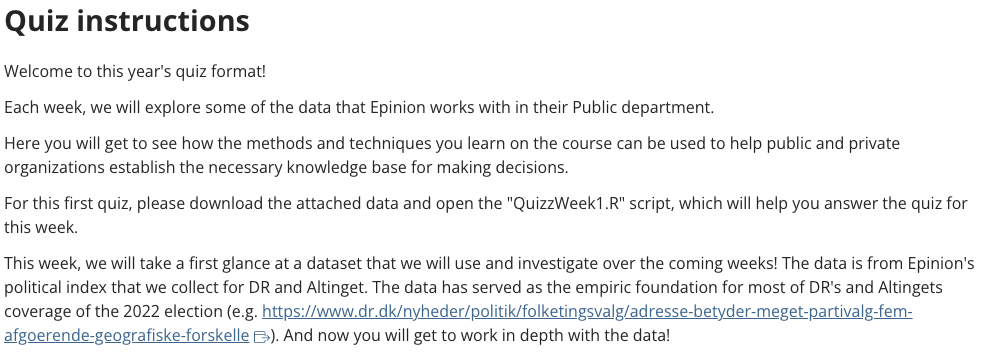 Quiz instructions
Welcome to this year's quiz format!
Each week, we will explore some of the data that Epinion works with in their Public department.
Here you will get to see how the methods and techniques you learn on the course can be used to help public and private
organizations establish the necessary knowledge base for making decisions.
For this first quiz, please download the attached data and open the "QuizzWeek1.R" script, which will help you answer the quiz for
this week.
This week, we will take a first glance at a dataset that we will use and investigate over the coming weeks! The data is from Epinion's
political index that we collect for DR and Altinget. The data has served as the empiric foundation for most of DR's and Altingets
coverage of the 2022 election (e.g. https://www.dr.dk/nyheder/politik/folketingsvalg/adresse-betyder-meget-partivalg-fem-
afgoerende-geografiske-forskelle). And now you will get to work in depth with the data!